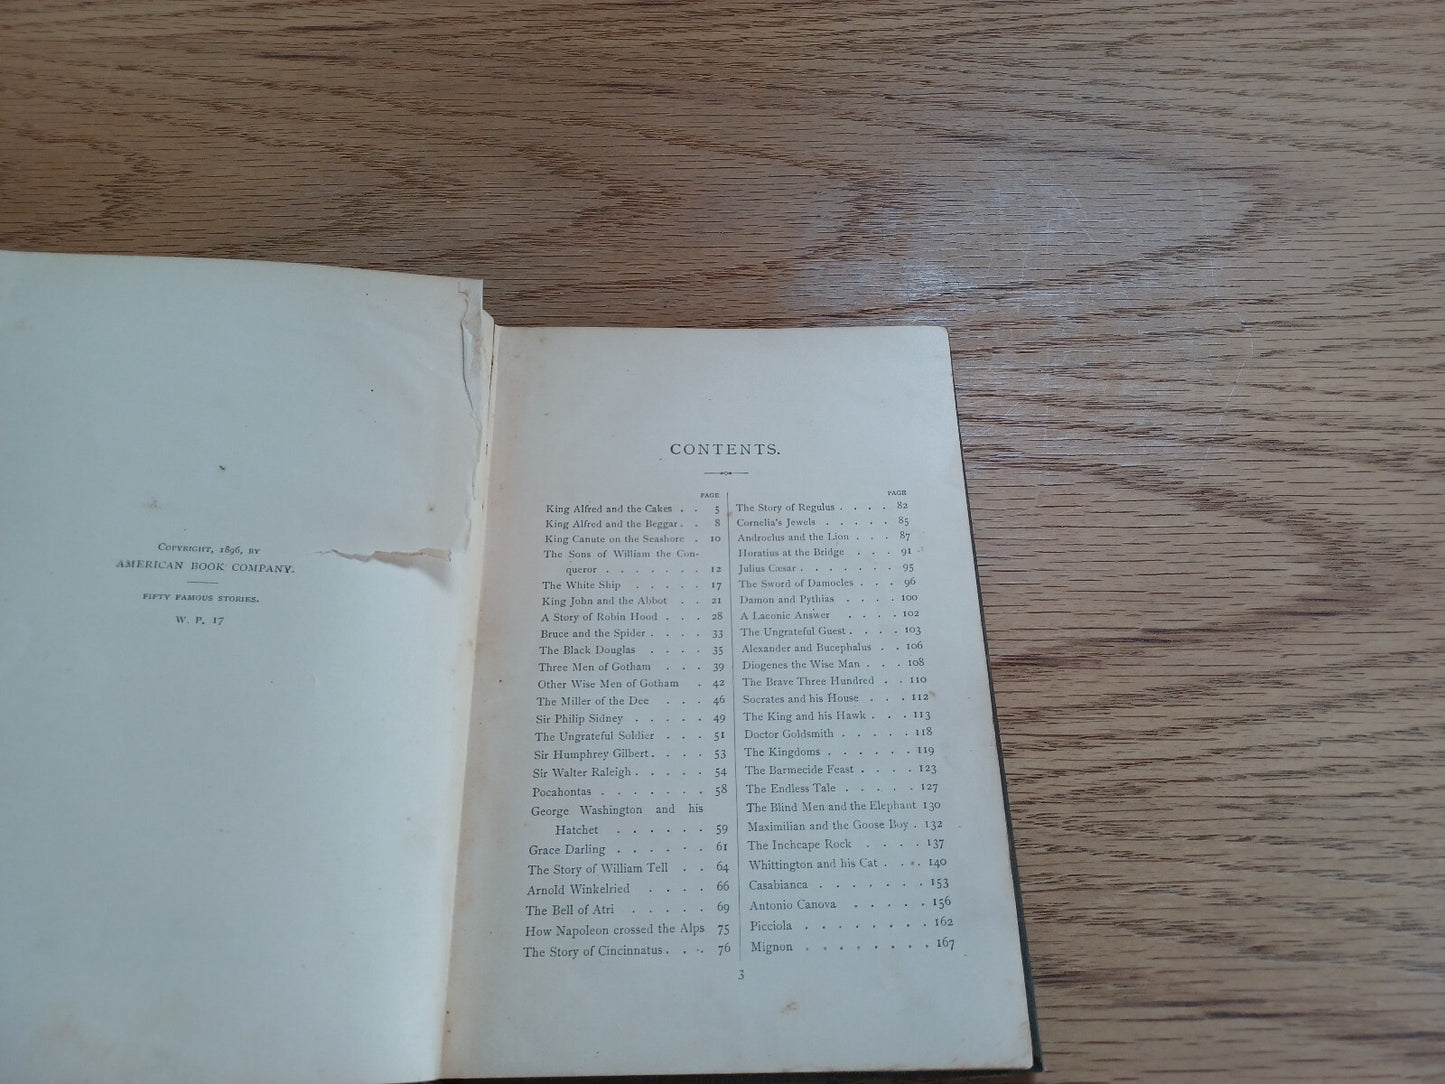 COPYRIGHT, 1896, BY
AMERICAN BOOK COMPANY.
FIFTY FAMOUS STORIES.
W. P. 17
CONTENTS.
PAGE
King Alfred and the Cakes . . 5
King Alfred and the Beggar . . 8
King Canute on the Seashore . 10
The Sons of William the Con-
queror . . . . . . . 12
The White Ship . . . . . 17
King John and the Abbot . . 21
A Story of Robin Hood . . . 28
Bruce and the Spider . . . . 33
The Black Douglas . . . . 35
Three Men of Gotham . . . 39
Other Wise Men of Gotham . 42
The Miller of the Dee . . . 46
Sir Philip Sidney . . . . . 49
The Ungrateful Soldier . . . 51
Sir Humphrey Gilbert . . . . 53
Sir Walter Raleigh . . . . . 54
Pocahontas . . . . . . . 58
George Washington and his
Hatchet . . . . . . 59
Grace Darling . . . . . . 61
The Story of William Tell . . 64
Arnold Winkelried . . . . 66
The Bell of Atri . . . . . 69
How Napoleon crossed the Alps 75
The Story of Cincinnatus . . . 76
PAGE
The Story of Regulus . . . . 82
Cornelia's Jewels . . . . . 85
Androclus and the Lion . . . 87
Horatius at the Bridge . . . 91
Julius Cæsar . . . . . . . 95
The Sword of Damocles . . . 96
Damon and Pythias . . . . 100
A Laconic Answer . . . . 102
The Ungrateful Guest . . . . 103
Alexander and Bucephalus . . 106
Diogenes the Wise Man . . . 108
The Brave Three Hundred . . 110
Socrates and his House . . . 112
The King and his Hawk . . . 113
Doctor Goldsmith . . . . . 118
The Kingdoms . . . . . . 119
The Barmecide Feast . . . . 123
The Endless Tale . . . . . 127
The Blind Men and the Elephant 130
Maximilian and the Goose Boy . 132
The Inchcape Rock . . . . 137
Whittington and his Cat . . . 140
Casabianca . . . . . . . 153
Antonio Canova . . . . . 156
Picciola . . . . . . . . 162
Mignon . . . . . . . . 167
3